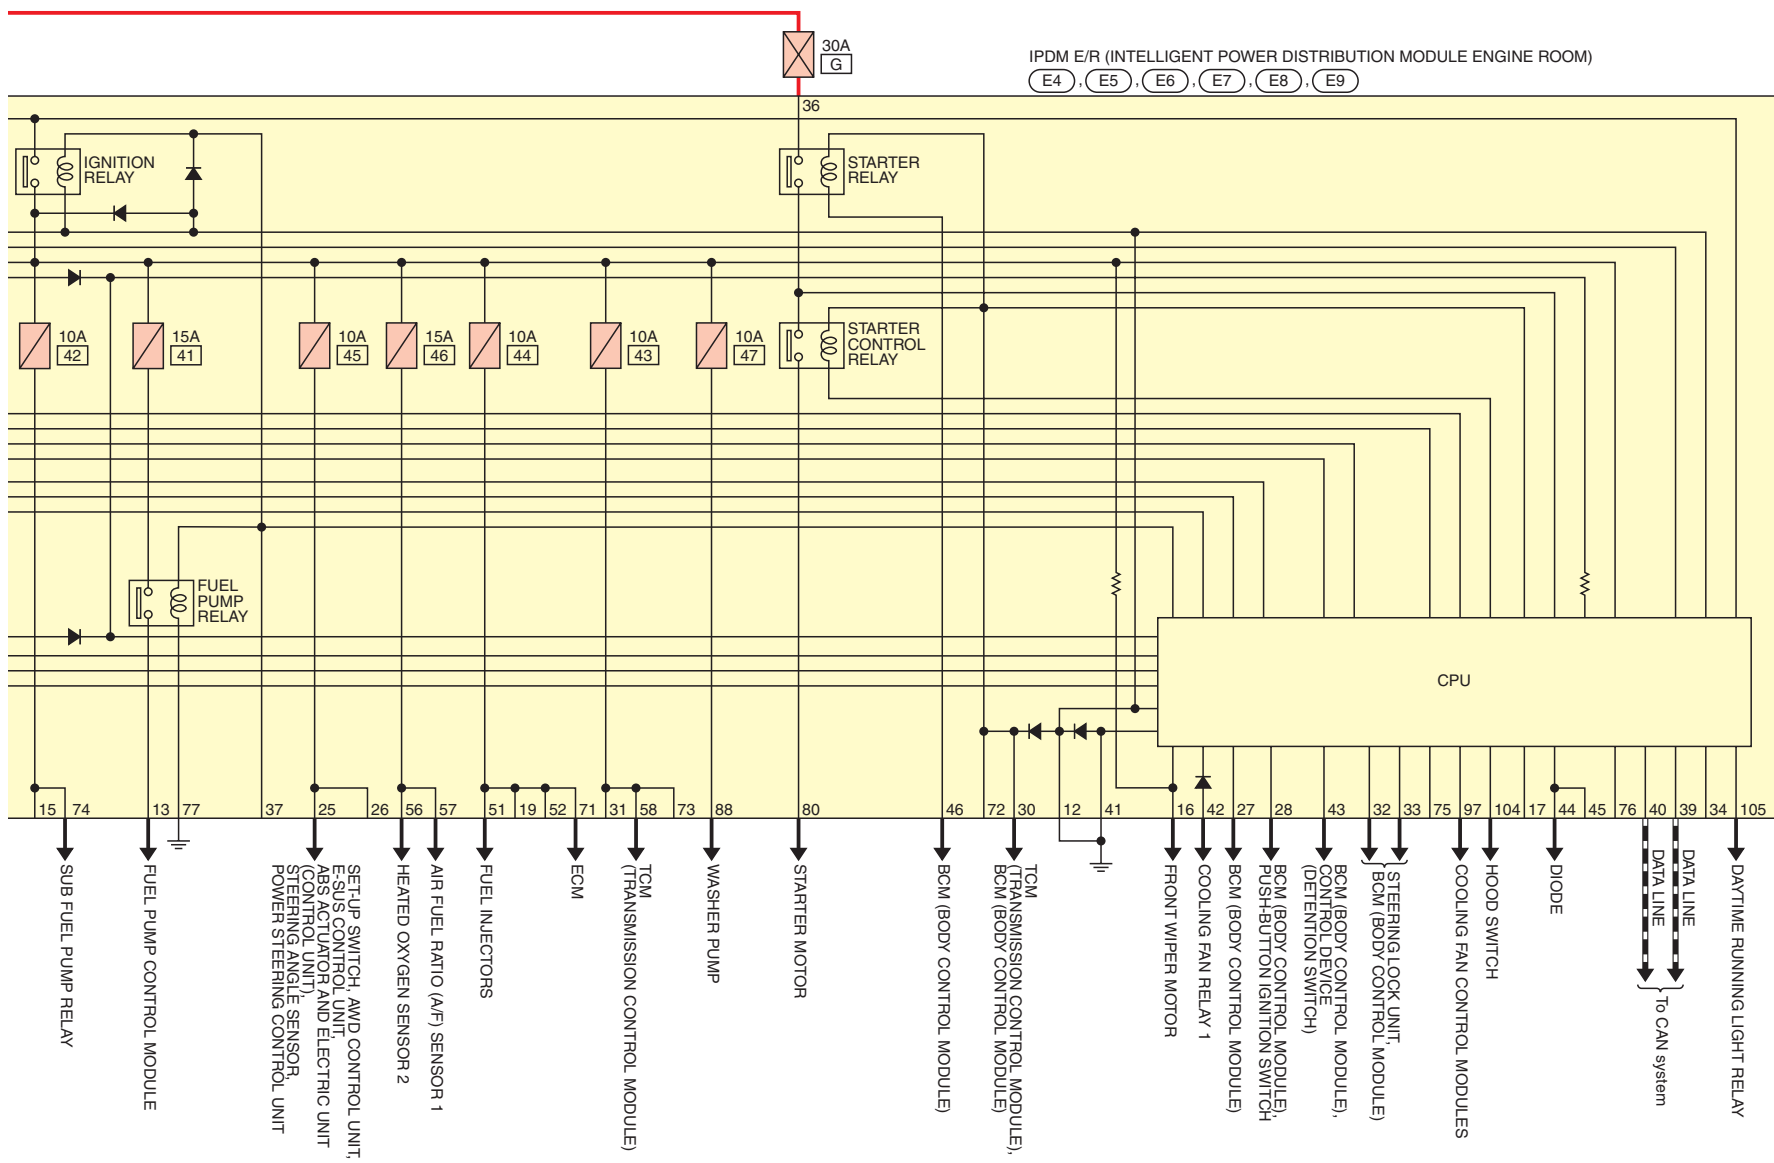 30A
G
IPDM E/R (INTELLIGENT POWER DISTRIBUTION MODULE ENGINE ROOM)
E4 , E5 , E6 , E7 , E8 , E9
36
IGNITION
RELAY
STARTER
RELAY
10A
42
15A
41
10A
45
15A
46
10A
44
10A
43
10A
47
STARTER
CONTROL
RELAY
FUEL
PUMP
RELAY
CPU
15 74 13 77 37 25 26 56 57 51 19 52 71 31 58 73 88 80 46 72 30 12 41 16 42 27 28 43 32 33 75 97 104 17 44 45 76 40 39 34 105
SUB FUEL PUMP RELAY
FUEL PUMP CONTROL MODULE
SET-UP SWITCH, AWD CONTROL UNIT,
E-SUS CONTROL UNIT,
ABS ACTUATOR AND ELECTRIC UNIT
(CONTROL UNIT),
STEERING ANGLE SENSOR,
POWER STEERING CONTROL UNIT
HEATED OXYGEN SENSOR 2
AIR FUEL RATIO (A/F) SENSOR 1
FUEL INJECTORS
ECM
TCM
(TRANSMISSION CONTROL MODULE)
WASHER PUMP
STARTER MOTOR
BCM (BODY CONTROL MODULE)
TCM
(TRANSMISSION CONTROL MODULE),
BCM (BODY CONTROL MODULE)
FRONT WIPER MOTOR
COOLING FAN RELAY 1
BCM (BODY CONTROL MODULE)
BCM (BODY CONTROL MODULE),
PUSH-BUTTON IGNITION SWITCH
BCM (BODY CONTROL MODULE),
CONTROL DEVICE
(DETENTION SWITCH)
STEERING LOCK UNIT,
BCM (BODY CONTROL MODULE)
COOLING FAN CONTROL MODULES
HOOD SWITCH
DIODE
DATA LINE
DATA LINE
To CAN system
DAYTIME RUNNING LIGHT RELAY